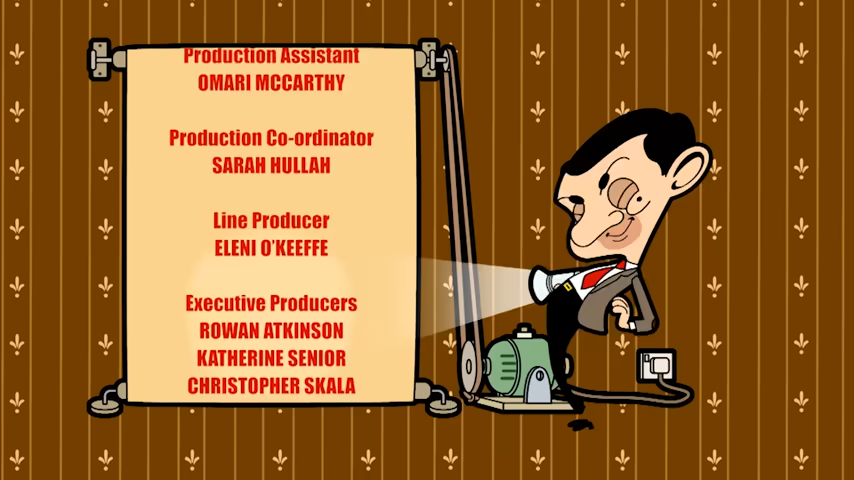 Production Assistant
OMARI MCCARTHY
Production Co-ordinator
SARAH HULLAH
Line Producer
ELENI O'KEEFFE
Executive Producers
ROWAN ATKINSON
KATHERINE SENIOR
CHRISTOPHER SKALA